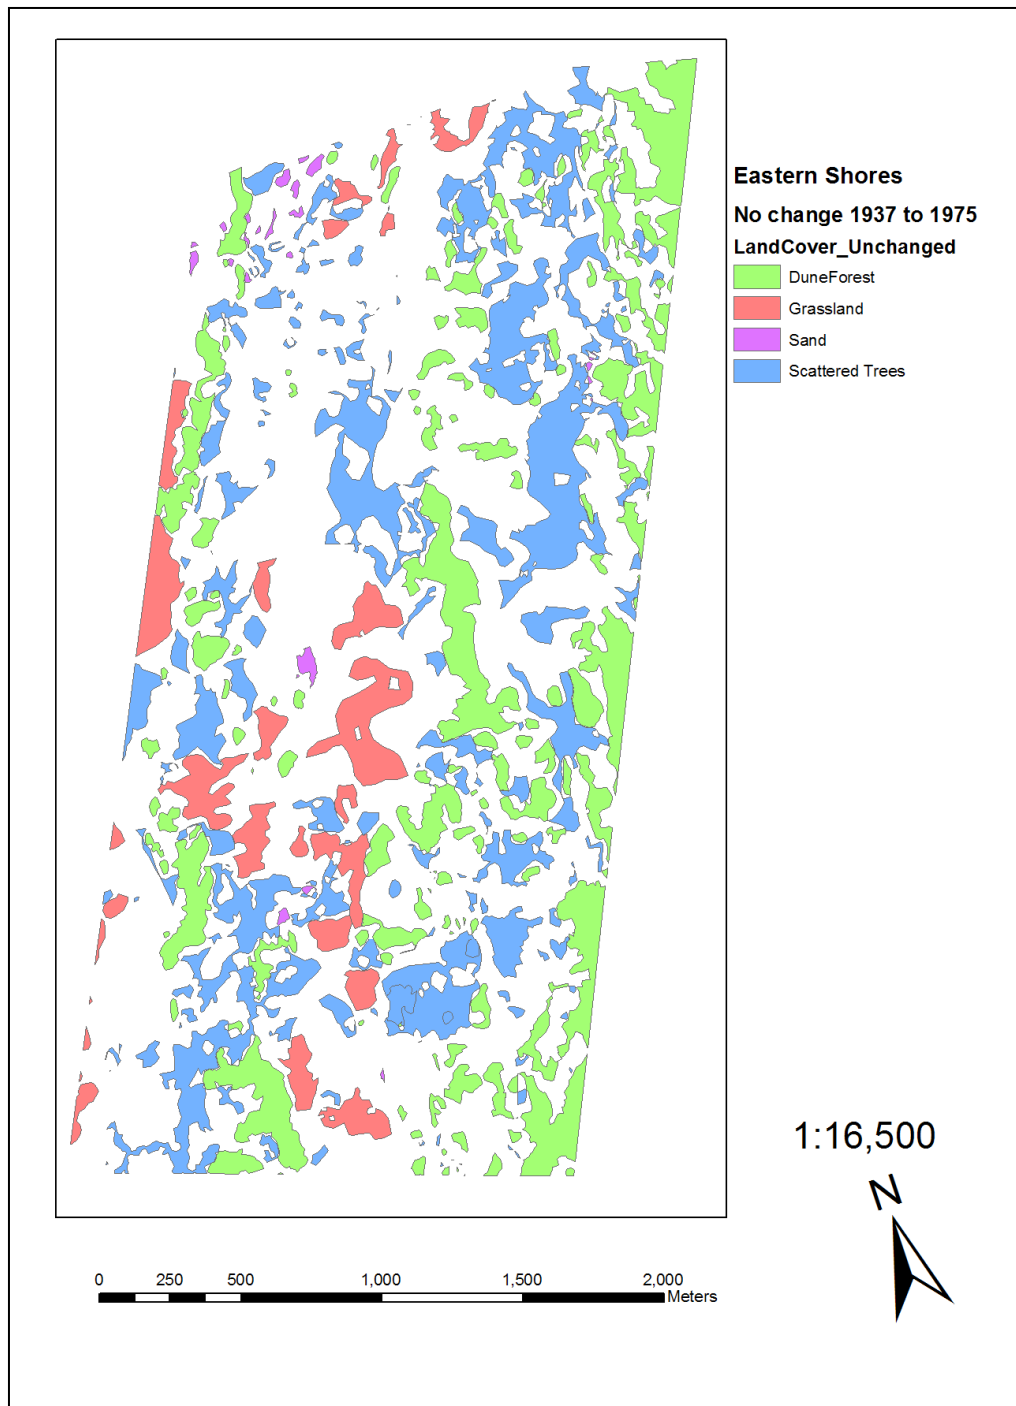 Eastern Shores
No change 1937 to 1975
LandCover_Unchanged
DuneForest
Grassland
Sand
Scattered Trees
1:16,500
N
0 250 500 1,000 1,500 2,000
Meters